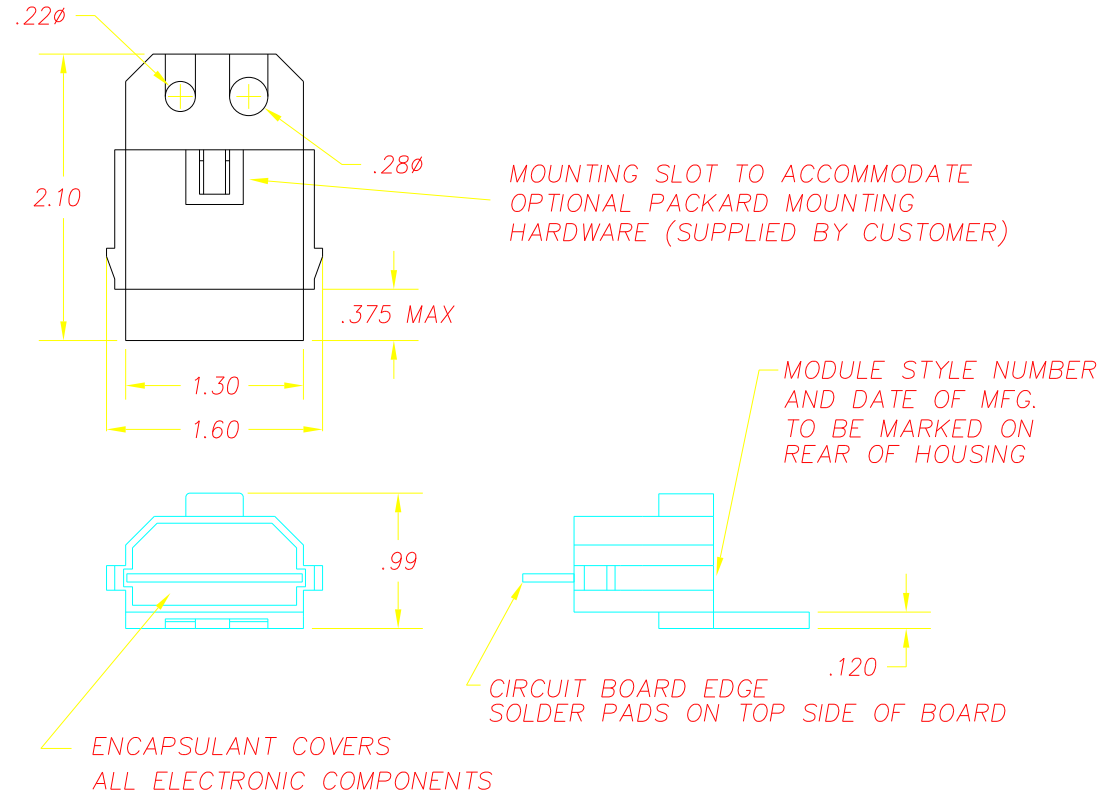 .22ø
.28ø
2.10
MOUNTING SLOT TO ACCOMMODATE
OPTIONAL PACKARD MOUNTING
HARDWARE (SUPPLIED BY CUSTOMER)
.375 MAX
1.30
1.60
MODULE STYLE NUMBER
AND DATE OF MFG.
TO BE MARKED ON
REAR OF HOUSING
.99
.120
CIRCUIT BOARD EDGE
SOLDER PADS ON TOP SIDE OF BOARD
ENCAPSULANT COVERS
ALL ELECTRONIC COMPONENTS